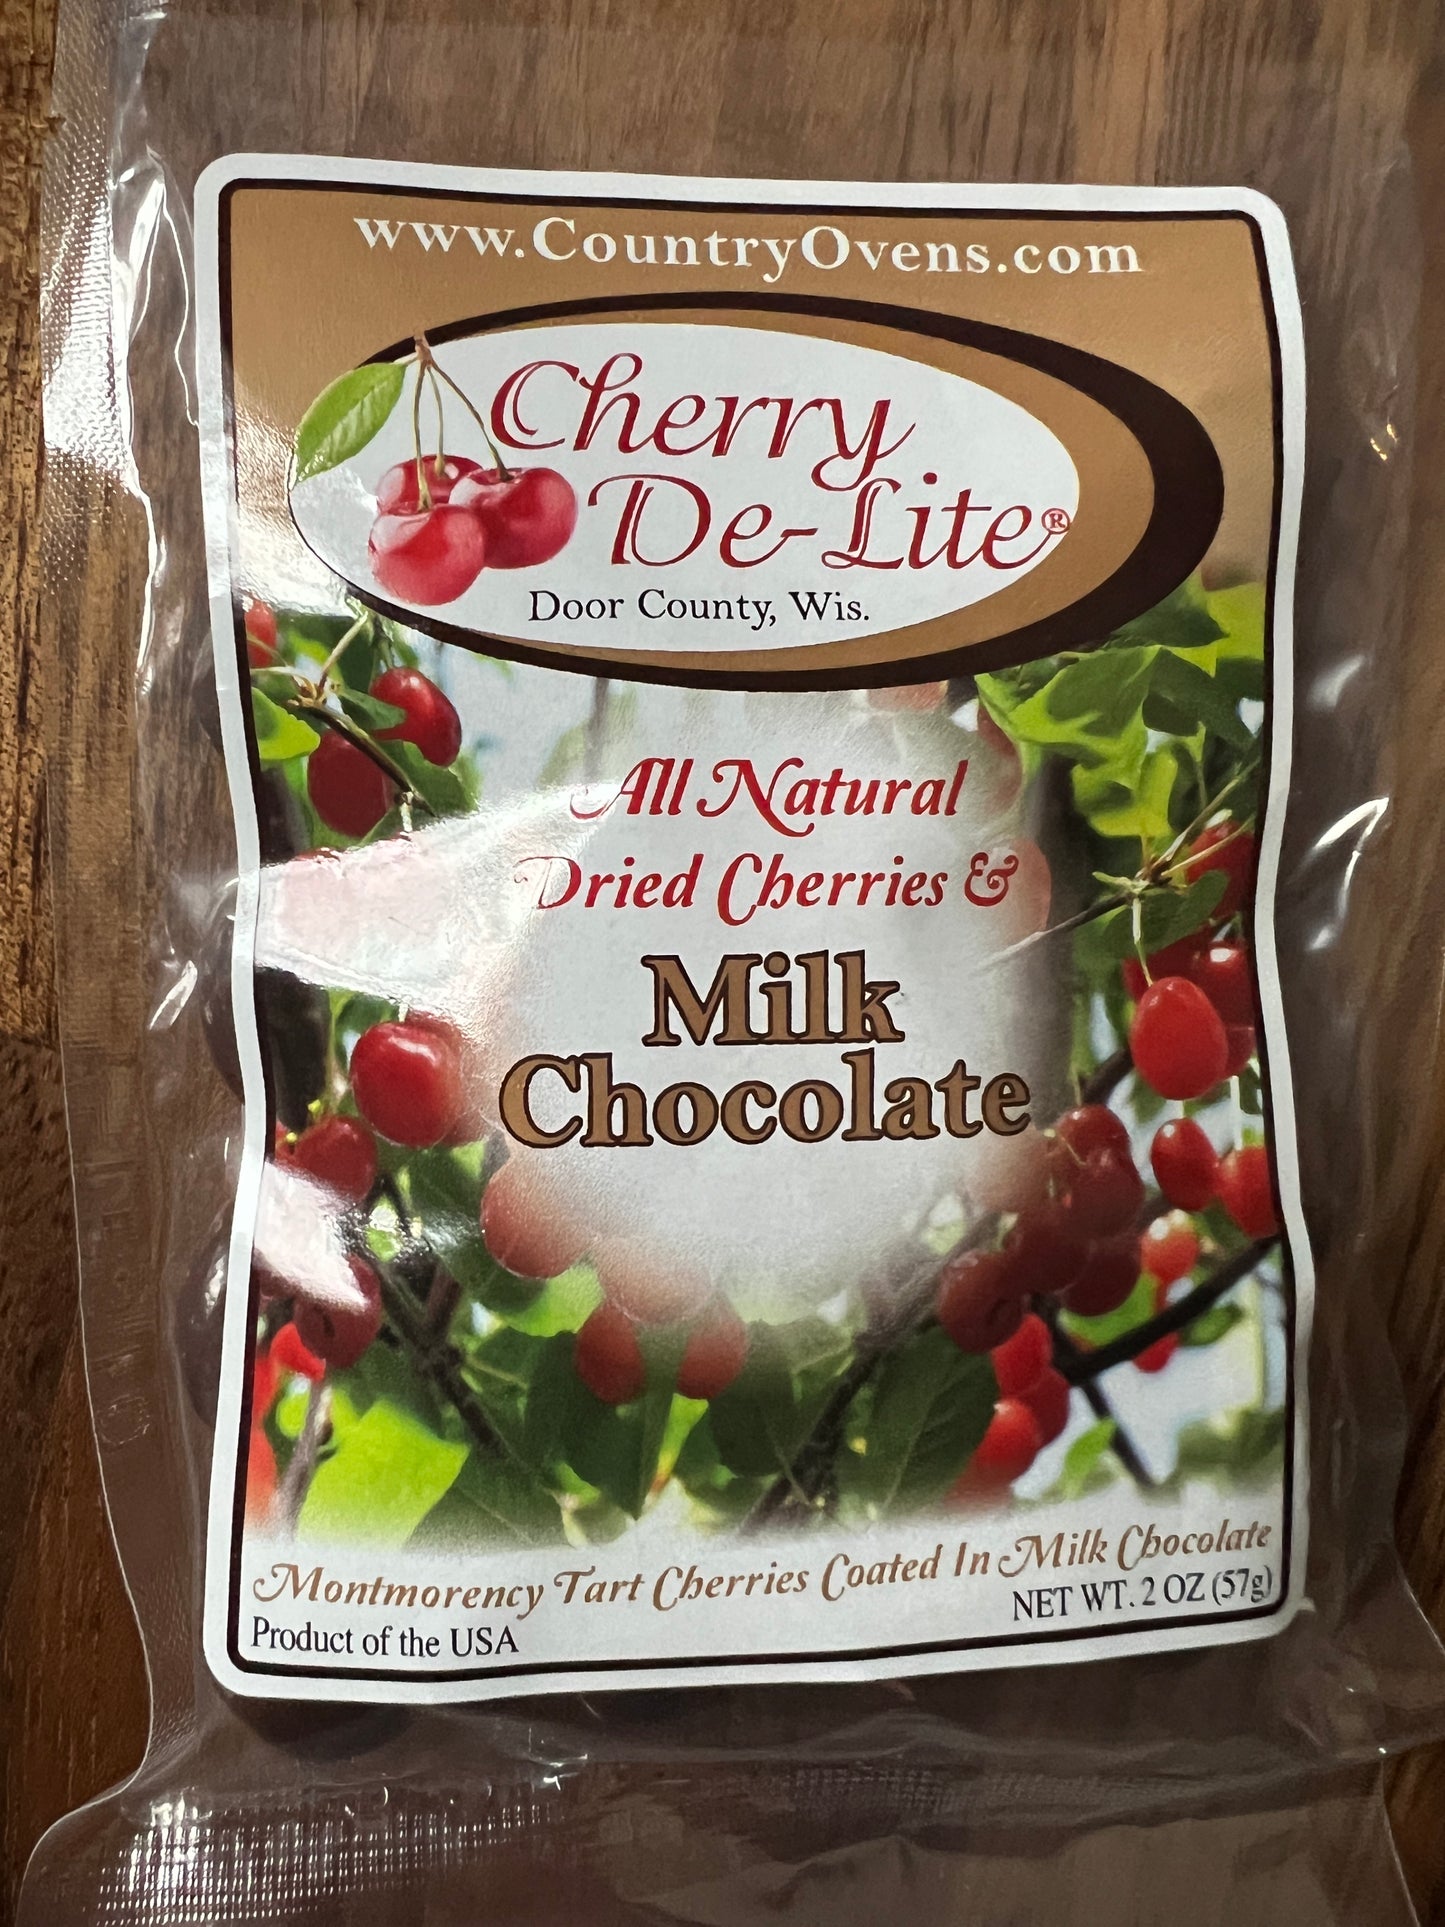 www.CountryOvens.com
Cherry
De-Lite®
Door County, Wis.
All Natural
Dried Cherries &
Milk
Chocolate
Montmorency Tart Cherries Coated In Milk Chocolate
NET WT. 2 OZ (57g)
Product of the USA